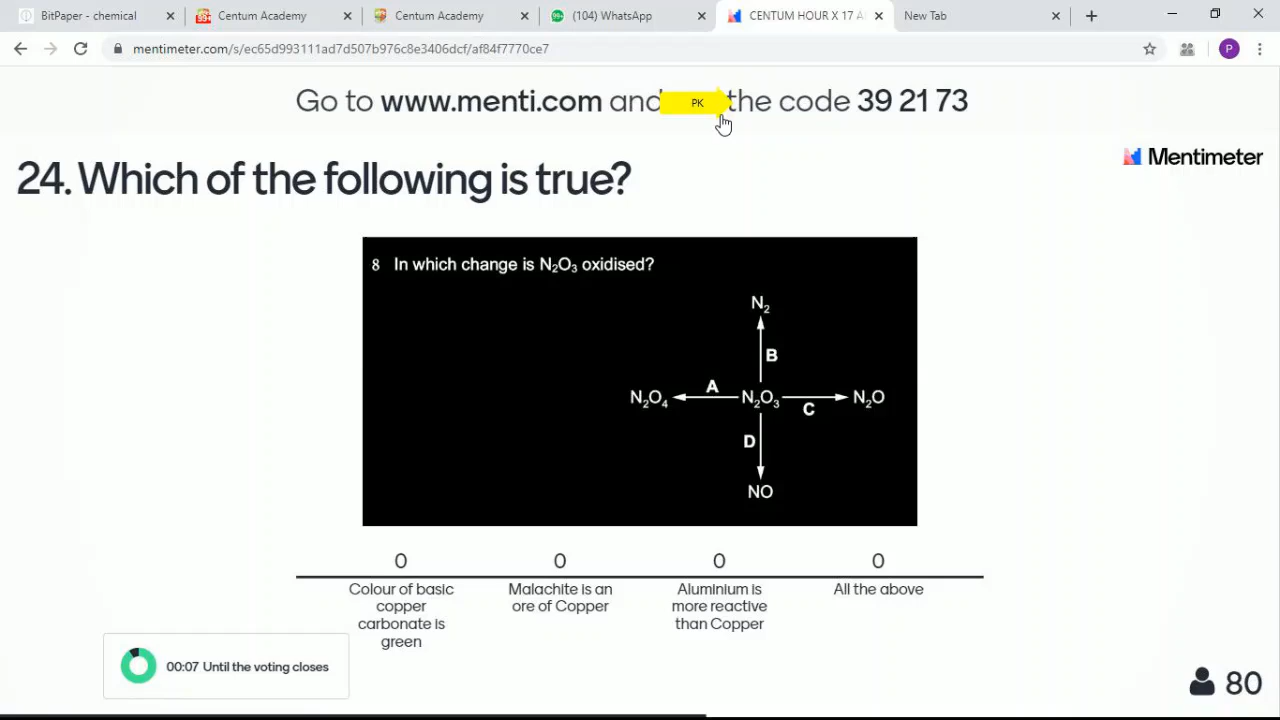 BitPaper - chemical
99+ Centum Academy
Centum Academy
99+ (104) WhatsApp
CENTUM HOUR X 17 A
New Tab
mentimeter.com/s/ec65d993111ad7d507b976c8e3406dcf/af84f7770ce7
P
Go to www.menti.com and the code 39 21 73
PK
Mentimeter
24. Which of the following is true?
8 In which change is N₂O₃ oxidised?
N₂
B
N₂O₄ A N₂O₃ C N₂O
D
NO
0 0 0 0
Colour of basic copper carbonate is green
Malachite is an ore of Copper
Aluminium is more reactive than Copper
All the above
00:07 Until the voting closes
80